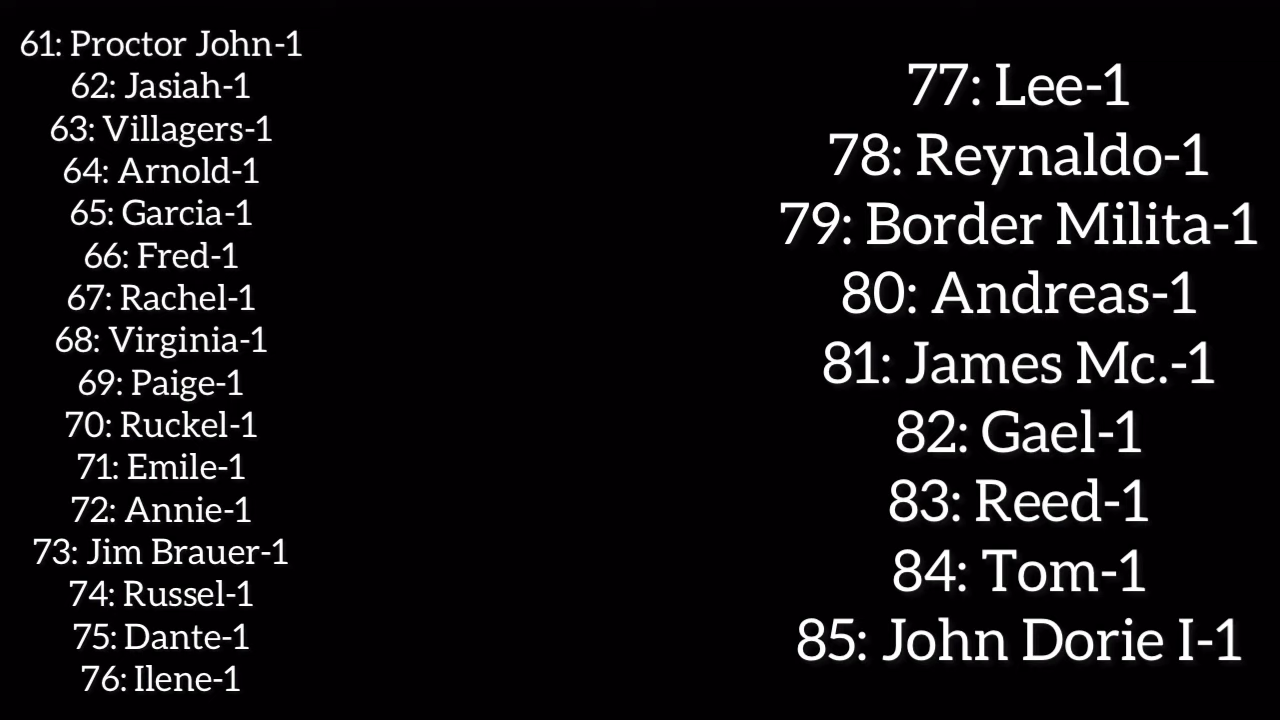 61: Proctor John-1
62: Jasiah-1
63: Villagers-1
64: Arnold-1
65: Garcia-1
66: Fred-1
67: Rachel-1
68: Virginia-1
69: Paige-1
70: Ruckel-1
71: Emile-1
72: Annie-1
73: Jim Brauer-1
74: Russel-1
75: Dante-1
76: Ilene-1
77: Lee-1
78: Reynaldo-1
79: Border Milita-1
80: Andreas-1
81: James Mc.-1
82: Gael-1
83: Reed-1
84: Tom-1
85: John Dorie I-1